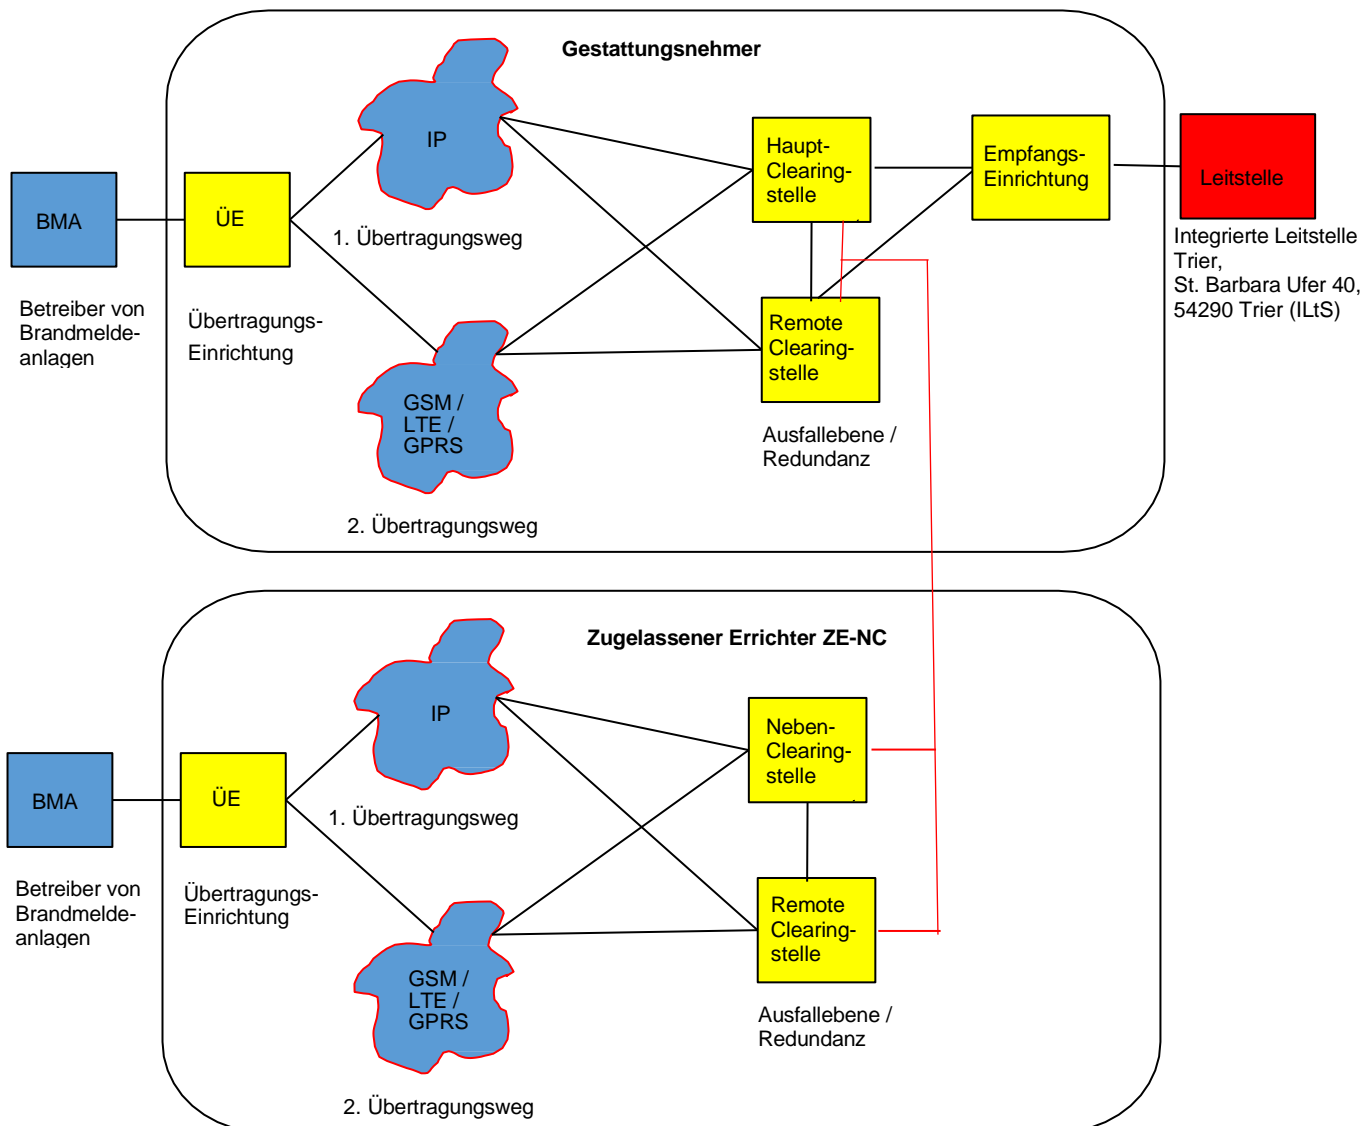 Gestattungsnehmer
IP
Haupt-
Clearing-
stelle
Empfangs-
Einrichtung
Leitstelle
BMA
ÜE
1. Übertragungsweg
Integrierte Leitstelle
Trier,
St. Barbara Ufer 40,
54290 Trier (ILtS)
Betreiber von
Brandmelde-
anlagen
Übertragungs-
Einrichtung
Remote
Clearing-
stelle
GSM /
LTE /
GPRS
Ausfallebene /
Redundanz
2. Übertragungsweg
Zugelassener Errichter ZE-NC
IP
Neben-
Clearing-
stelle
BMA
ÜE
1. Übertragungsweg
Betreiber von
Brandmelde-
anlagen
Übertragungs-
Einrichtung
Remote
Clearing-
stelle
GSM /
LTE /
GPRS
Ausfallebene /
Redundanz
2. Übertragungsweg